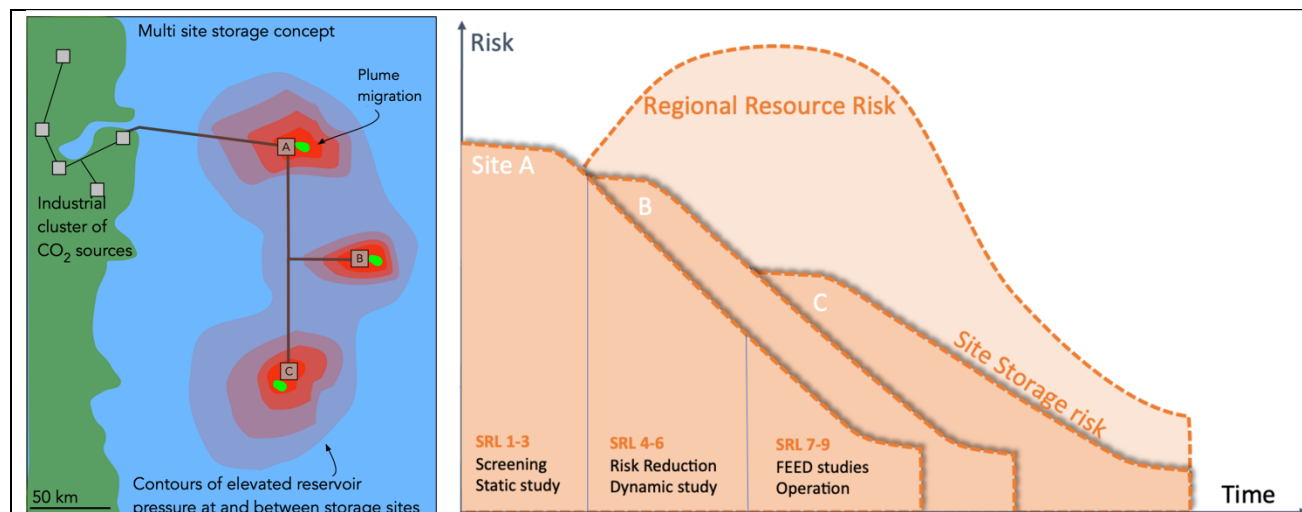 Multi site storage concept
Plume
migration
A
B
C
Industrial
cluster of
CO₂ sources
50 km
Contours of elevated reservoir
pressure at and between storage sites
Risk
Regional Resource Risk
Site A
B
C
Site Storage risk
SRL 1-3
Screening
Static study
SRL 4-6
Risk Reduction
Dynamic study
SRL 7-9
FEED studies
Operation
Time